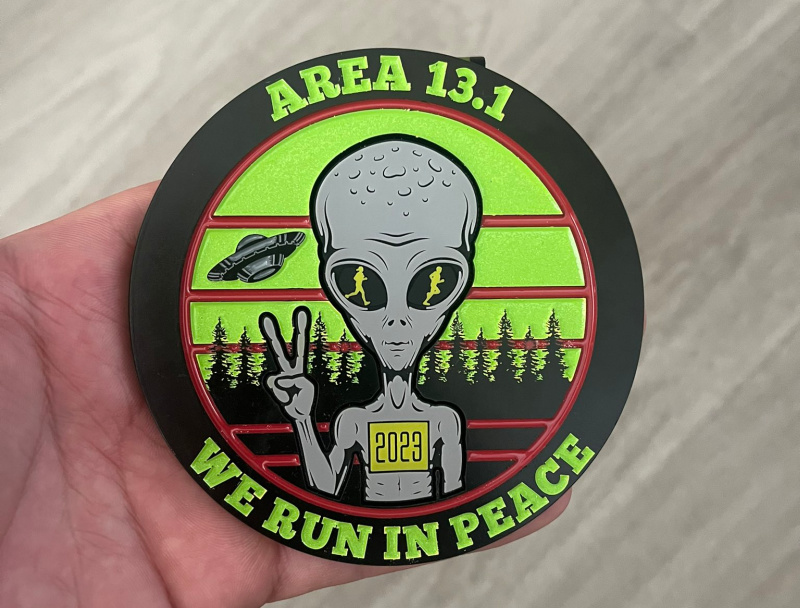 AREA 13.1
2023
WE RUN IN PEACE